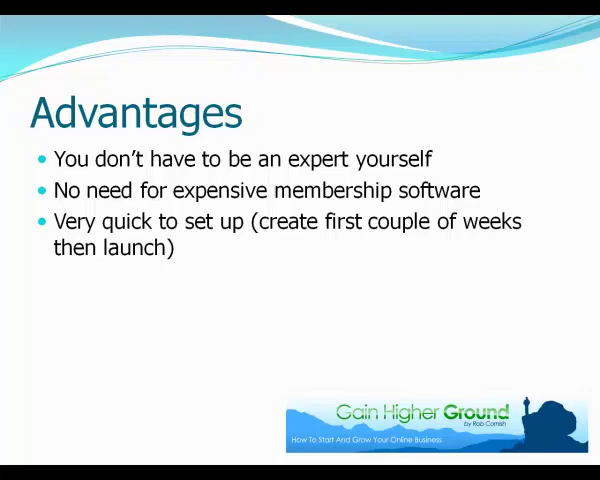 Advantages
You don't have to be an expert yourself
No need for expensive membership software
Very quick to set up (create first couple of weeks
then launch)
Gain Higher Ground
by Rob Cornish
How To Start And Grow Your Online Business